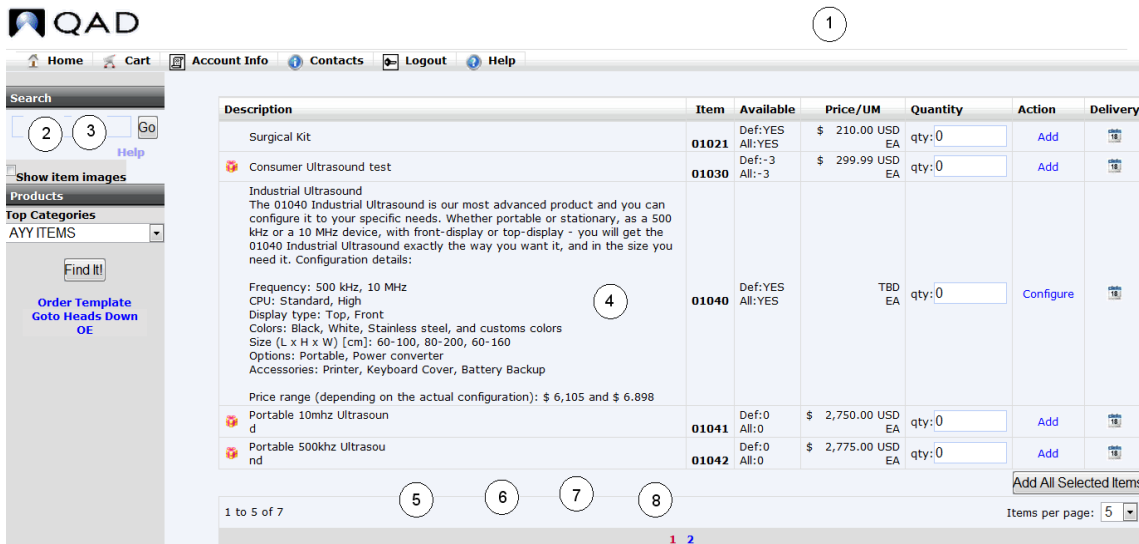 QAD
1
Home Cart Account Info Contacts Logout Help
Search
2 3 Go
Help
Show item images
Products
Top Categories
AYY ITEMS
Find It!
Order Template
Goto Heads Down
OE
Description Item Available Price/UM Quantity Action Delivery
Surgical Kit 01021 Def:YES All:YES $ 210.00 USD EA qty: 0 Add 18
Consumer Ultrasound test 01030 Def:-3 All:-3 $ 299.99 USD EA qty: 0 Add 18
Industrial Ultrasound
The 01040 Industrial Ultrasound is our most advanced product and you can
configure it to your specific needs. Whether portable or stationary, as a 500
kHz or a 10 MHz device, with front-display or top-display - you will get the
01040 Industrial Ultrasound exactly the way you want it, and in the size you
need it. Configuration details:
Frequency: 500 kHz, 10 MHz
CPU: Standard, High
Display type: Top, Front
Colors: Black, White, Stainless steel, and customs colors
Size (L x H x W) [cm]: 60-100, 80-200, 60-160
Options: Portable, Power converter
Accessories: Printer, Keyboard Cover, Battery Backup
Price range (depending on the actual configuration): $ 6,105 and $ 6.898
4
01040 Def:YES All:YES TBD EA qty: 0 Configure 18
Portable 10mhz Ultrasoun
d
01041 Def:0 All:0 $ 2,750.00 USD EA qty: 0 Add 18
Portable 500khz Ultrasou
nd
01042 Def:0 All:0 $ 2,775.00 USD EA qty: 0 Add 18
Add All Selected Items
5 6 7 8
1 to 5 of 7 Items per page: 5
1 2